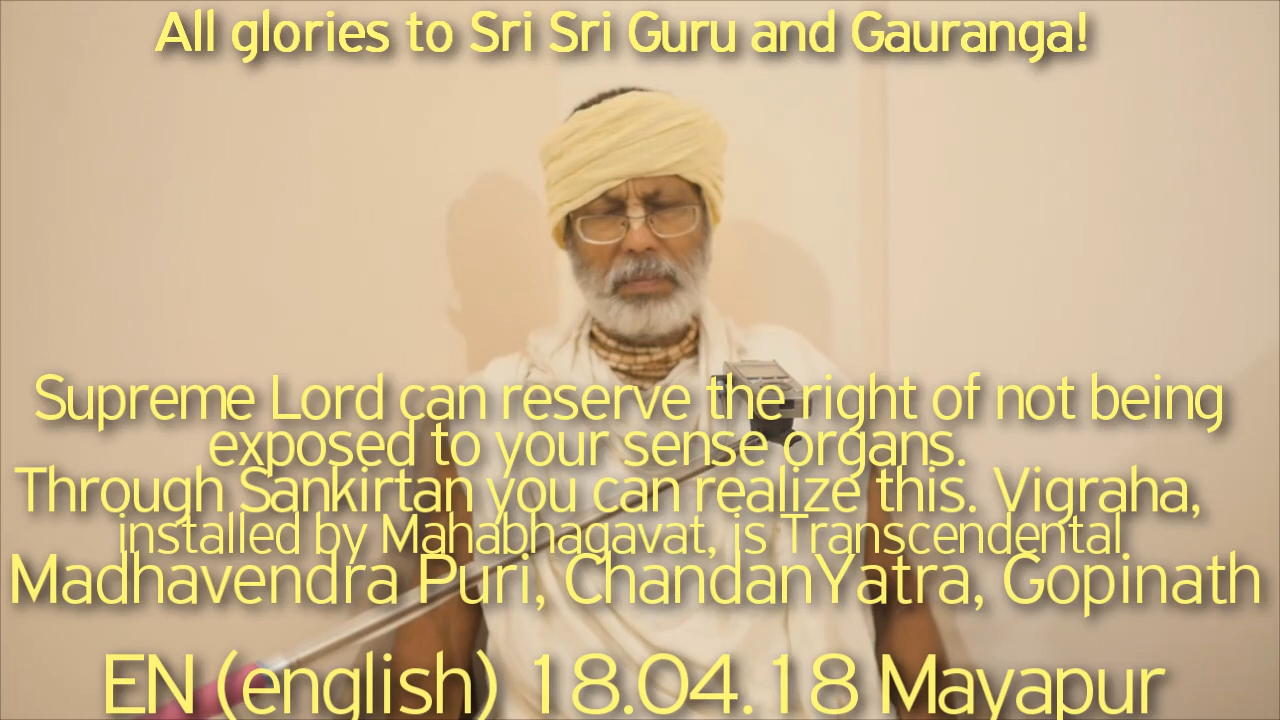 All glories to Sri Sri Guru and Gauranga!
Supreme Lord can reserve the right of not being
exposed to your sense organs.
Through Sankirtan you can realize this. Vigraha,
installed by Mahabhagavat, is Transcendental
Madhavendra Puri, ChandanYatra, Gopinath
EN (english) 18.04.18 Mayapur